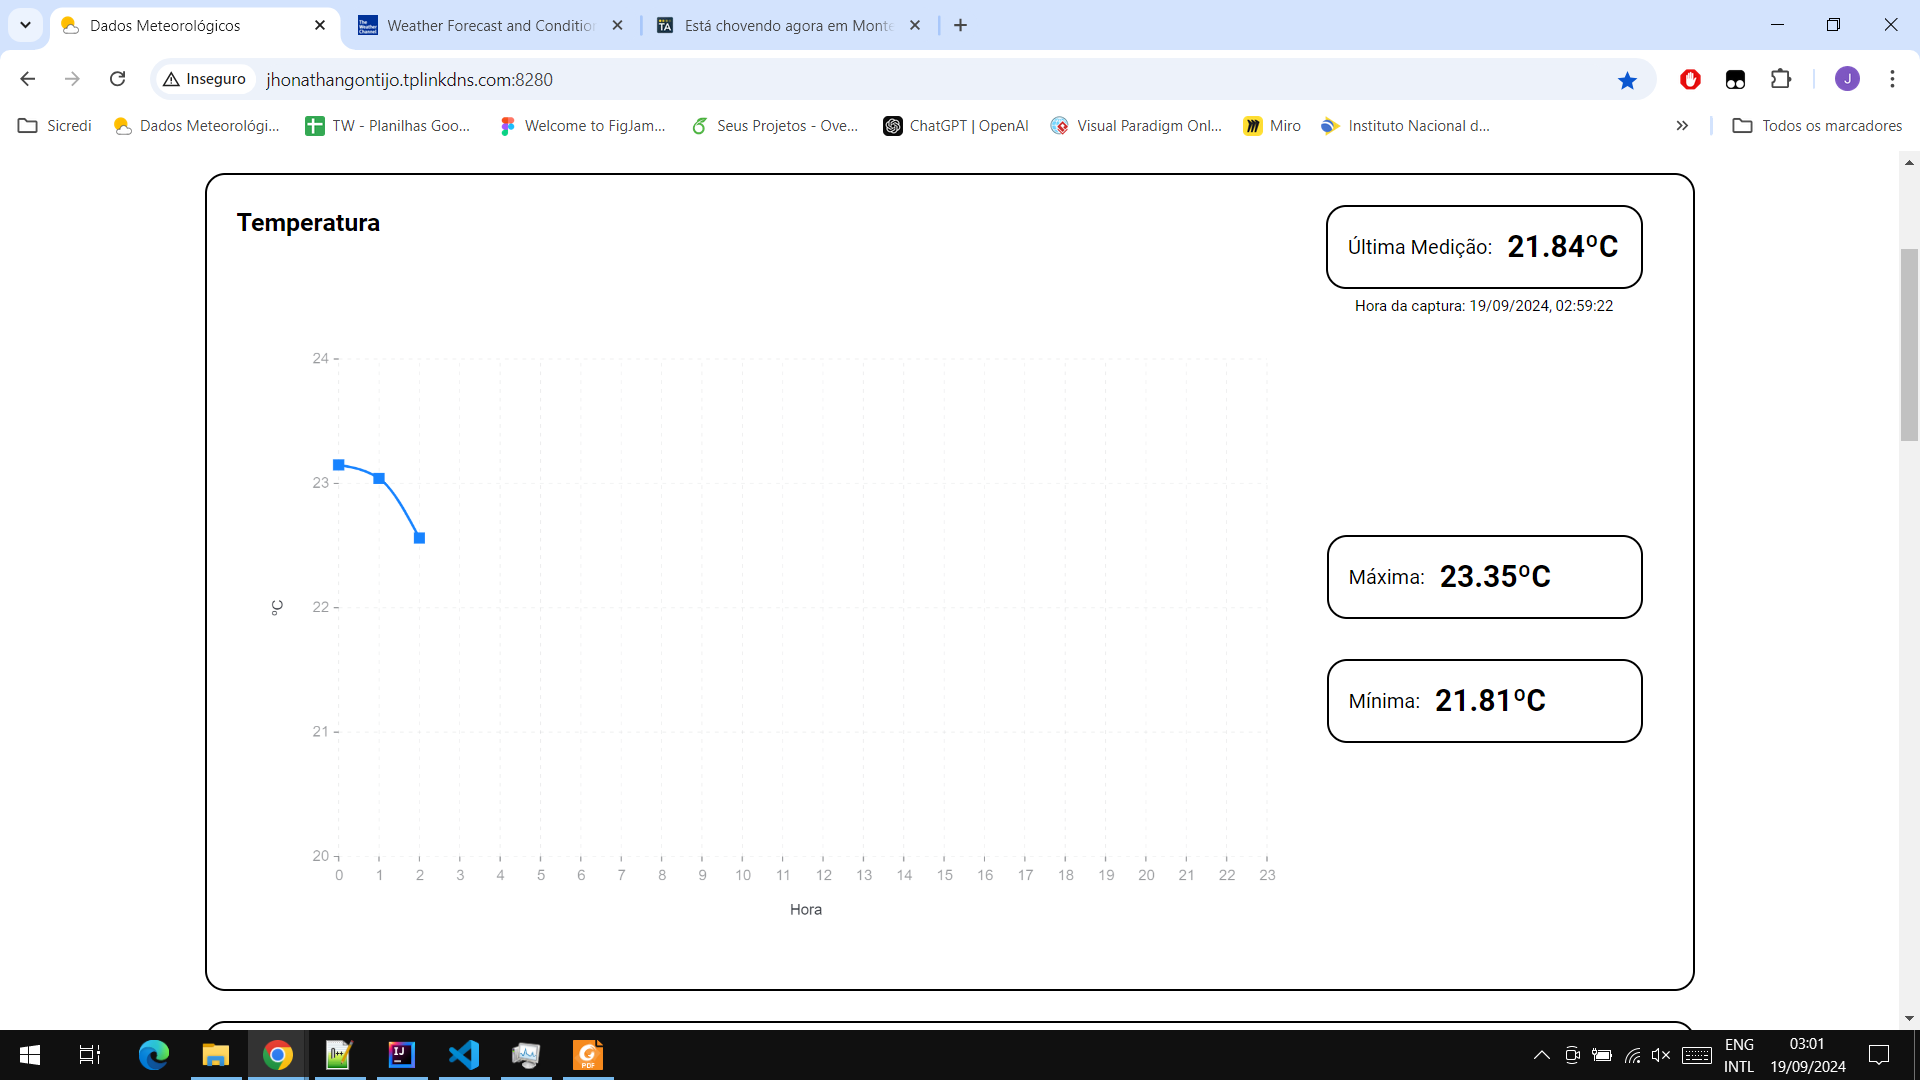 Dados Meteorológicos
Weather Forecast and Conditio
Está chovendo agora em Monte
Inseguro
jhonathangontijo.tplinkdns.com:8280
J
Sicredi
Dados Meteorológi...
TW - Planilhas Goo...
Welcome to FigJam...
Seus Projetos - Ove...
ChatGPT | OpenAI
Visual Paradigm Onl...
Miro
Instituto Nacional d...
Todos os marcadores
Temperatura
Última Medição: 21.84ºC
Hora da captura: 19/09/2024, 02:59:22
24
23
22
21
20
ºC
0 1 2 3 4 5 6 7 8 9 10 11 12 13 14 15 16 17 18 19 20 21 22 23
Hora
Máxima: 23.35ºC
Mínima: 21.81ºC
ENG
INTL
03:01
19/09/2024